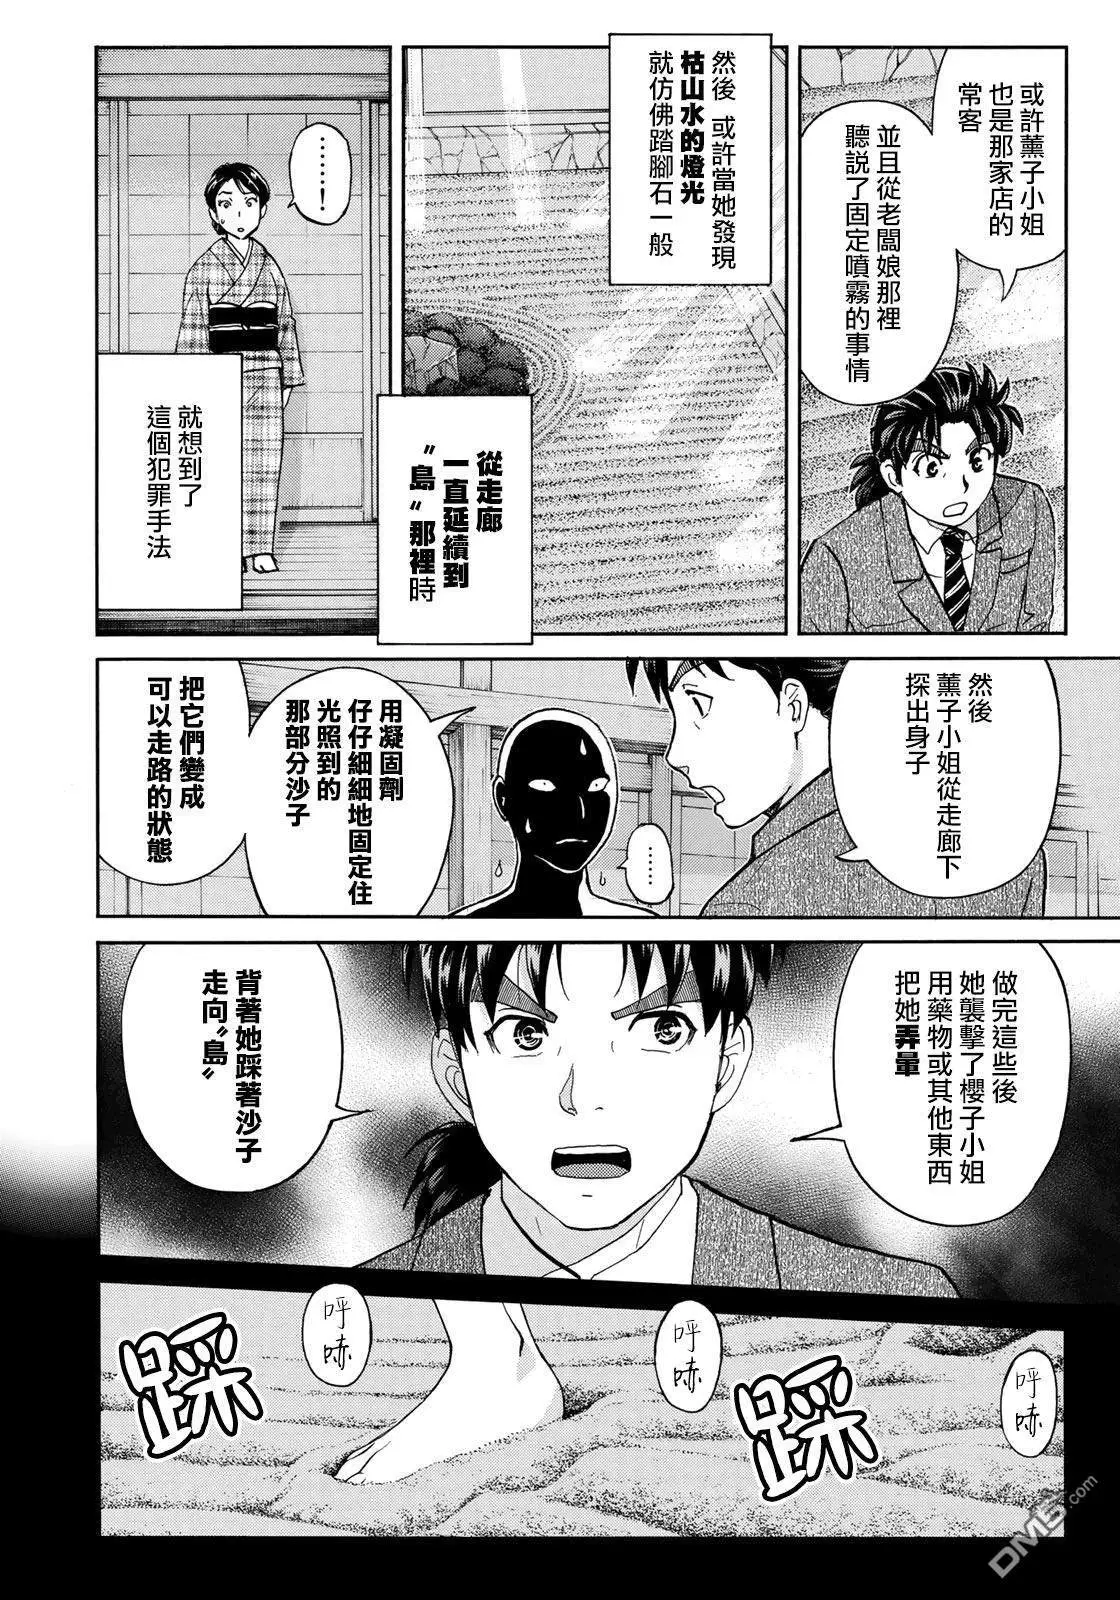 或許薰子小姐
也是那家店的
常客
並且從老闆娘那裡
聽説了固定噴霧的事情
然後 或許當她發現
枯山水的燈光
就仿佛踏腳石一般
從走廊
一直延續到
〝島〞那裡時
……!
就想到了
這個犯罪手法
然後
薰子小姐從走廊下
探出身子
……
用凝固劑
仔仔細細地固定住
光照到的
那部分沙子
把它們變成
可以走路的狀態
做完這些後
她襲擊了櫻子小姐
用藥物或其他東西
把她弄暈
背著她踩著沙子
走向〝島〞
呼哧
踩
呼哧
呼哧
踩
DM5.COM